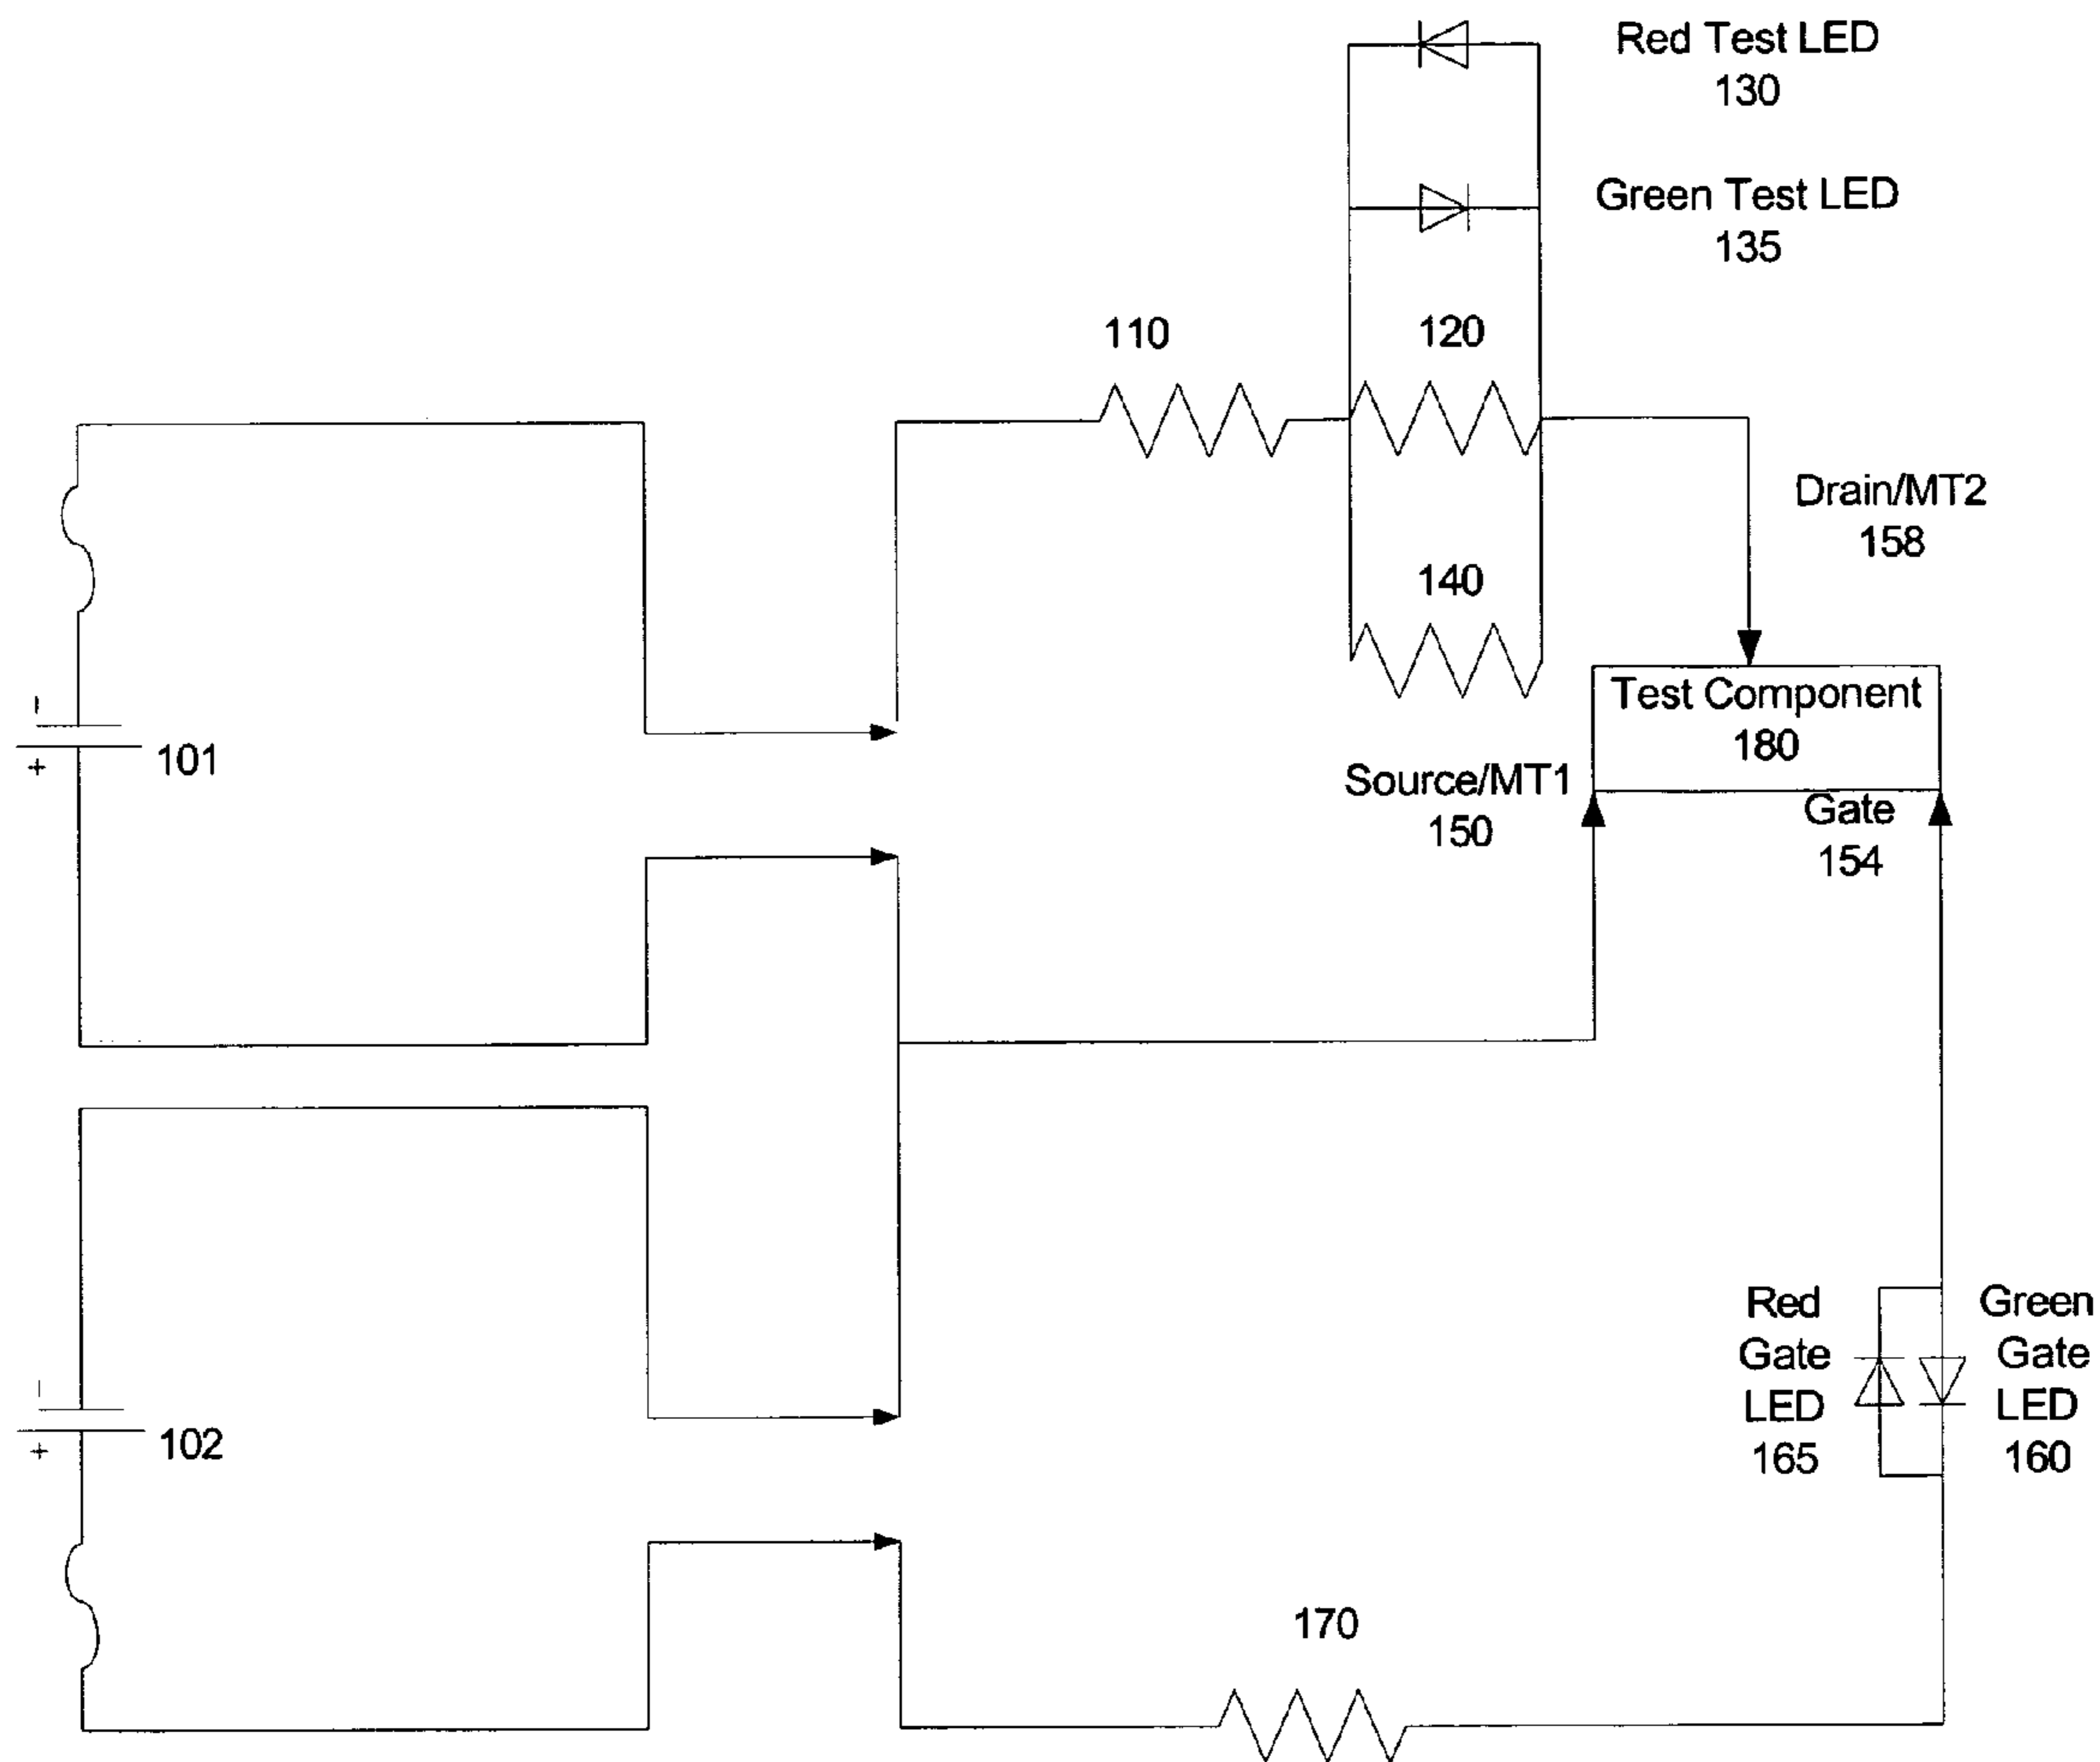 Red Test LED
130
Green Test LED
135
110
120
Drain/MT2
158
140
Test Component
180
-
+
101
Source/MT1
150
Gate
154
Red
Gate
LED
165
Green
Gate
LED
160
-
+
102
170